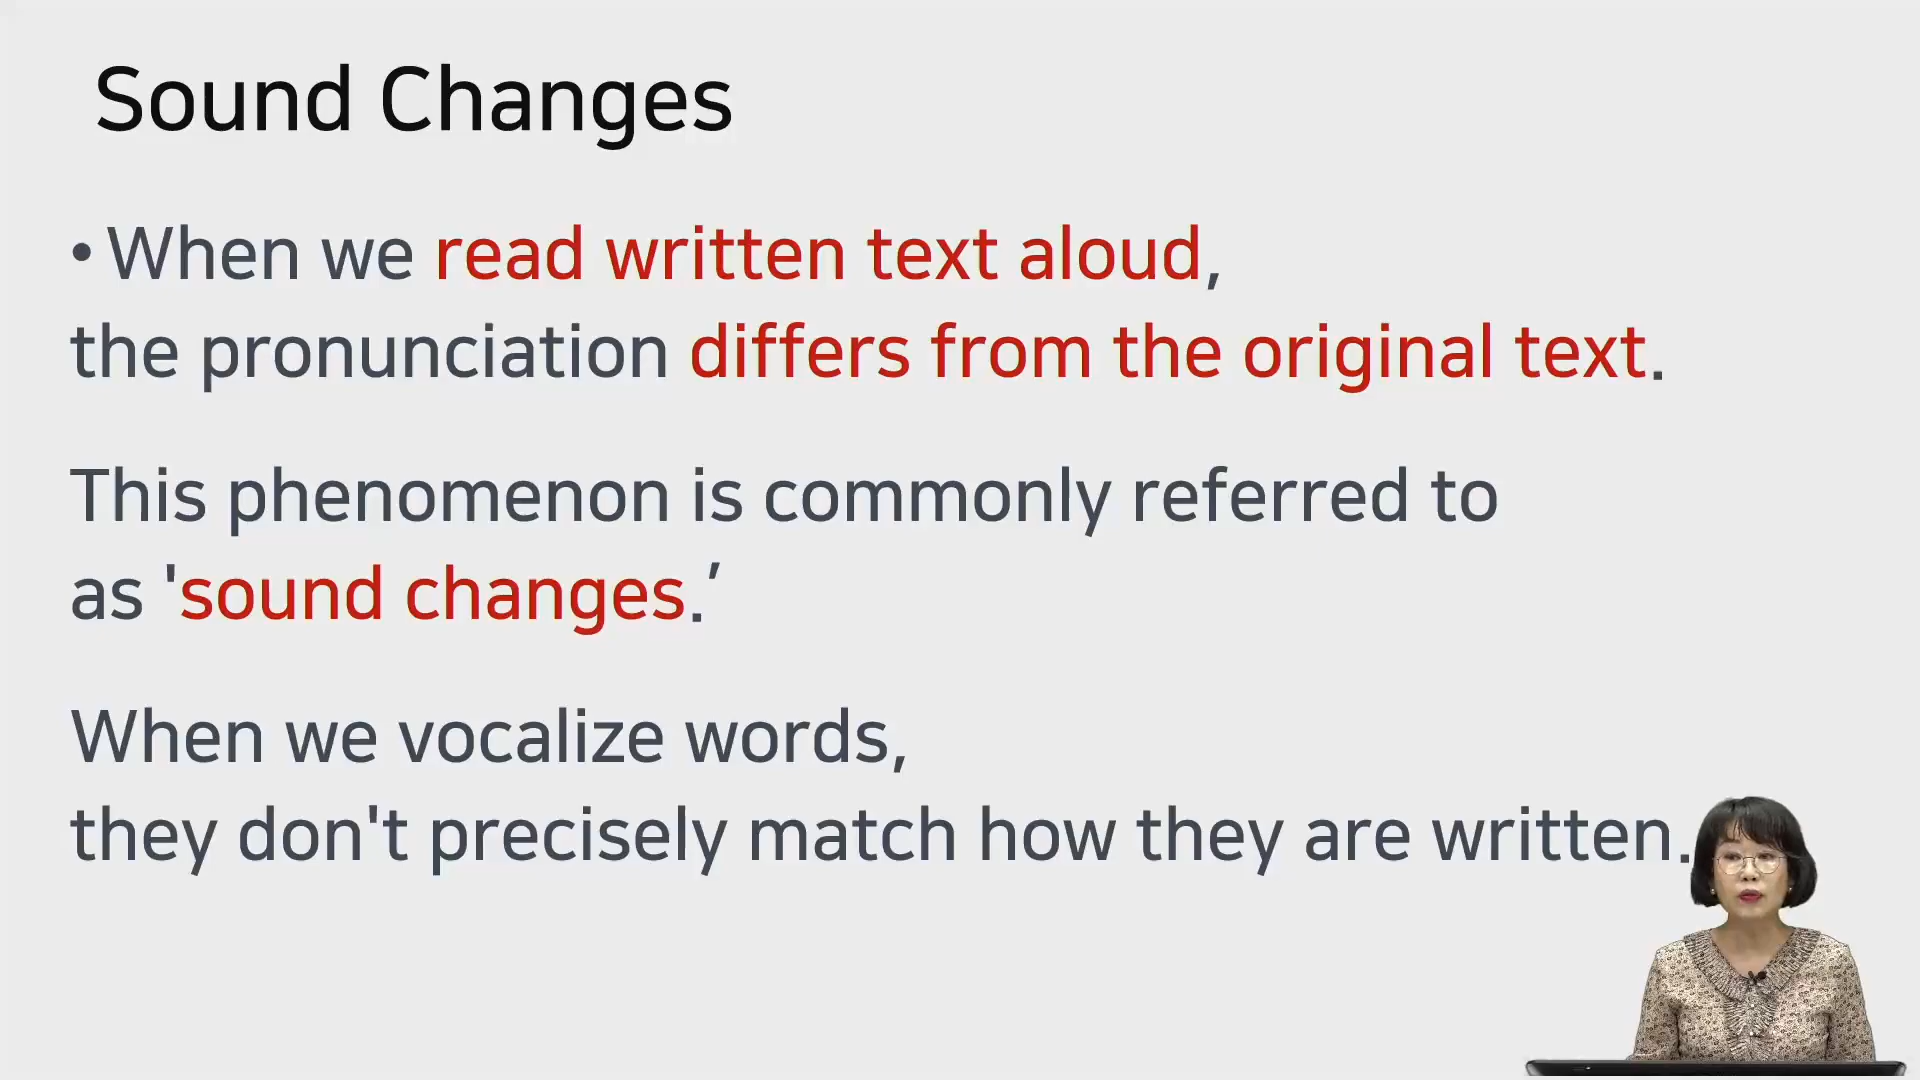 Sound Changes
• When we read written text aloud,
the pronunciation differs from the original text.
This phenomenon is commonly referred to
as 'sound changes.’
When we vocalize words,
they don't precisely match how they are written.